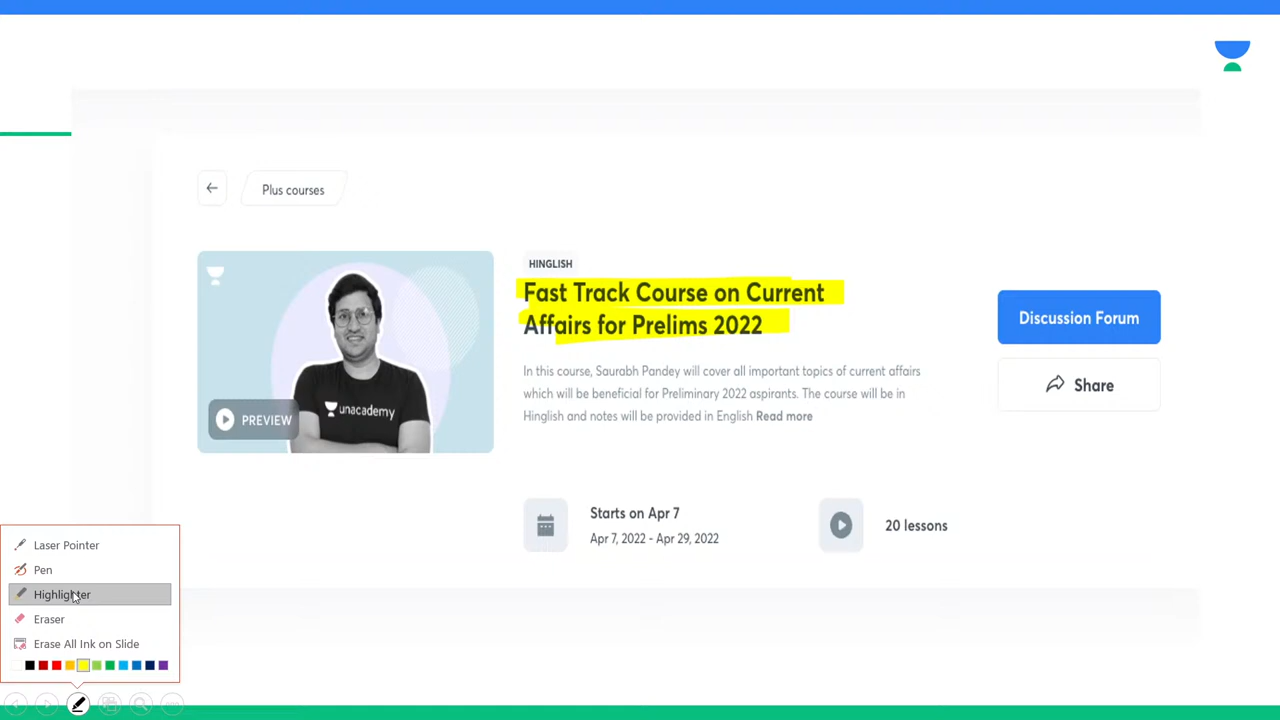 Plus courses
HINGLISH
Fast Track Course on Current
Affairs for Prelims 2022
In this course, Saurabh Pandey will cover all important topics of current affairs
which will be beneficial for Preliminary 2022 aspirants. The course will be in
Hinglish and notes will be provided in English Read more
unacademy
PREVIEW
Discussion Forum
Share
Starts on Apr 7
Apr 7, 2022 - Apr 29, 2022
20 lessons
Laser Pointer
Pen
Highlighter
Eraser
Erase All Ink on Slide